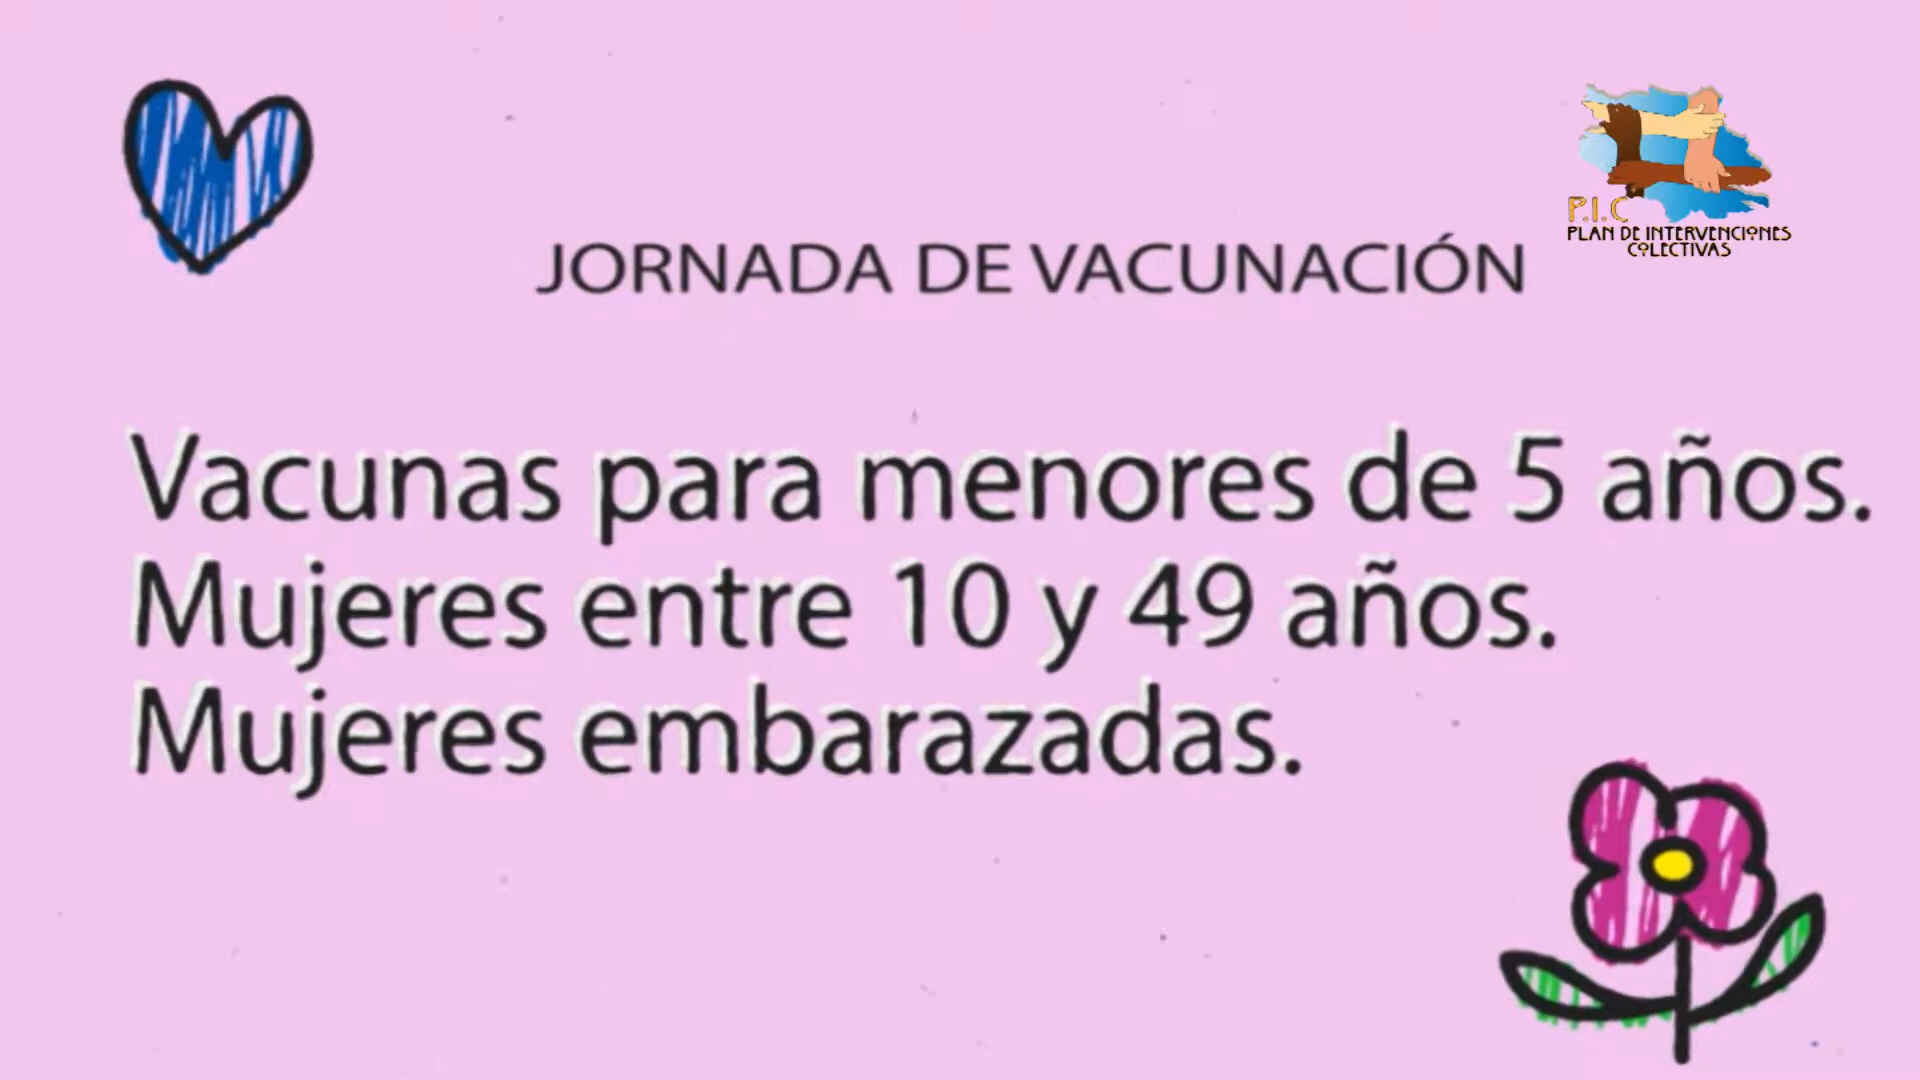 P.I.C
PLAN DE INTERVENCIONES
COLECTIVAS
JORNADA DE VACUNACIÓN
Vacunas para menores de 5 años.
Mujeres entre 10 y 49 años.
Mujeres embarazadas.